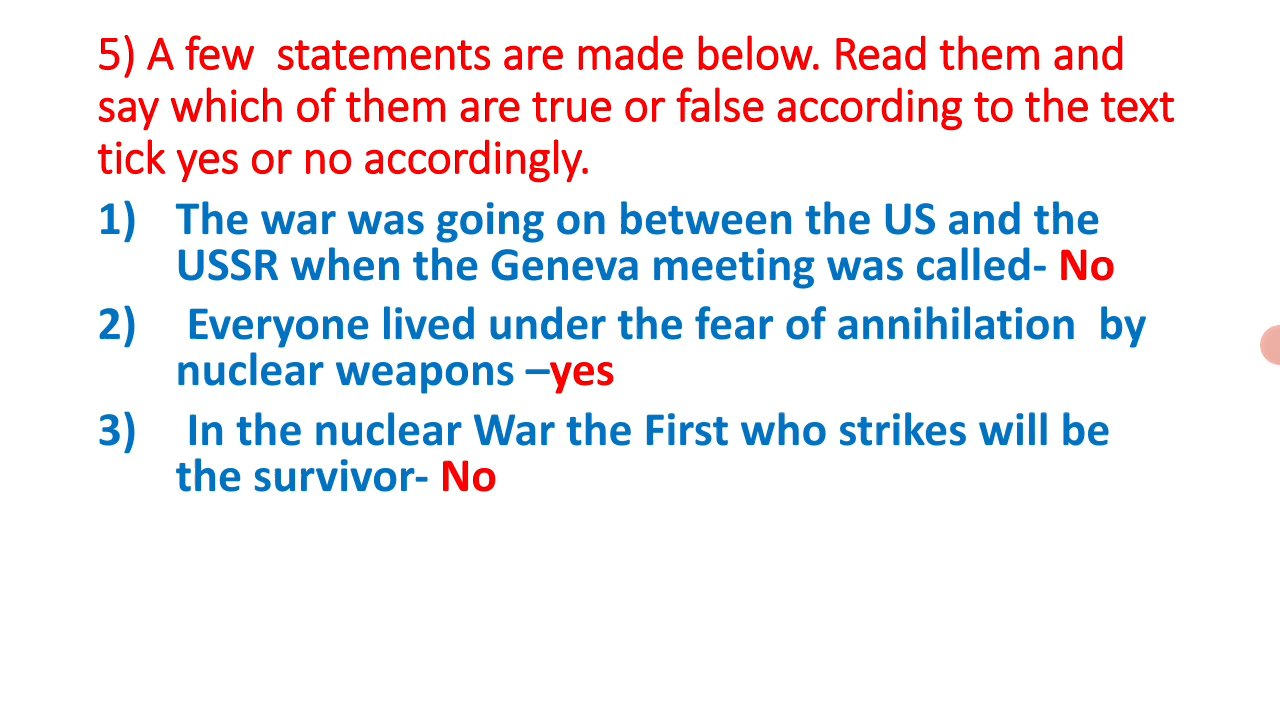 5) A few  statements are made below. Read them and
say which of them are true or false according to the text
tick yes or no accordingly.
1) The war was going on between the US and the
USSR when the Geneva meeting was called- No
2) Everyone lived under the fear of annihilation  by
nuclear weapons –yes
3) In the nuclear War the First who strikes will be
the survivor- No